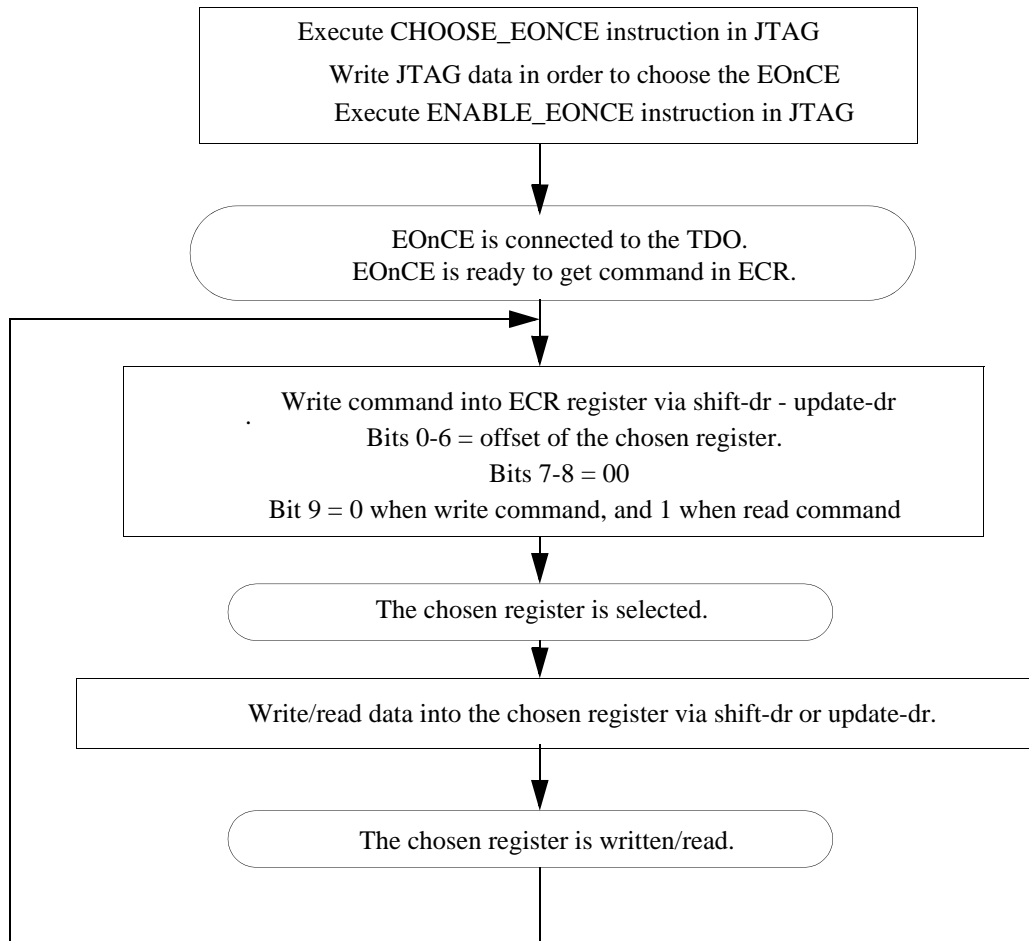 Execute CHOOSE_EONCE instruction in JTAG
Write JTAG data in order to choose the EOnCE
Execute ENABLE_EONCE instruction in JTAG
EOnCE is connected to the TDO.
EOnCE is ready to get command in ECR.
Write command into ECR register via shift-dr - update-dr
.
Bits 0-6 = offset of the chosen register.
Bits 7-8 = 00
Bit 9 = 0 when write command, and 1 when read command
The chosen register is selected.
Write/read data into the chosen register via shift-dr or update-dr.
The chosen register is written/read.